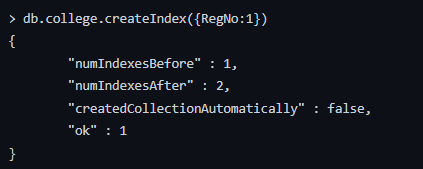 > db.college.createIndex({RegNo:1})
{
        "numIndexesBefore" : 1,
        "numIndexesAfter" : 2,
        "createdCollectionAutomatically" : false,
        "ok" : 1
}